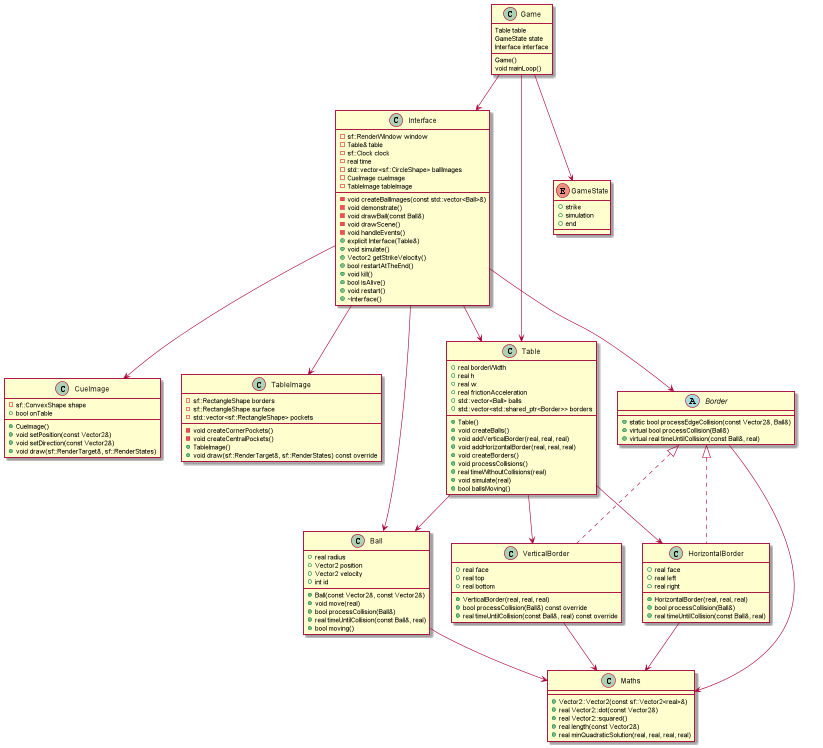 C Game
Table table
GameState state
Interface interface
Game()
void mainLoop()
C Interface
sf::RenderWindow window
Table& table
sf::Clock clock
real time
std::vector<sf::CircleShape> ballImages
CueImage cueImage
TableImage tableImage
void createBallImages(const std::vector<Ball>&)
void demonstrate()
void drawBall(const Ball&)
void drawScene()
void handleEvents()
explicit Interface(Table&)
void simulate()
Vector2 getStrikeVelocity()
bool restartAtTheEnd()
void kill()
bool isAlive()
void restart()
~Interface()
E GameState
strike
simulation
end
C CueImage
sf::ConvexShape shape
bool onTable
CueImage()
void setPosition(const Vector2&)
void setDirection(const Vector2&)
void draw(sf::RenderTarget&, sf::RenderStates)
C TableImage
sf::RectangleShape borders
sf::RectangleShape surface
std::vector<sf::RectangleShape> pockets
void createCornerPockets()
void createCentralPockets()
TableImage()
void draw(sf::RenderTarget&, sf::RenderStates) const override
C Table
real borderWidth
real h
real w
real frictionAcceleration
std::vector<Ball> balls
std::vector<std::shared_ptr<Border>> borders
Table()
void createBalls()
void addVerticalBorder(real, real, real)
void addHorizontalBorder(real, real, real)
void createBorders()
void processCollisions()
real timeWithoutCollisions(real)
void simulate(real)
bool ballsMoving()
A Border
static bool processEdgeCollision(const Vector2&, Ball&)
virtual bool processCollision(Ball&)
virtual real timeUntilCollision(const Ball&, real)
C Ball
real radius
Vector2 position
Vector2 velocity
int id
Ball(const Vector2&, const Vector2&)
void move(real)
bool processCollision(Ball&)
real timeUntilCollision(const Ball&, real)
bool moving()
C VerticalBorder
real face
real top
real bottom
VerticalBorder(real, real, real)
bool processCollision(Ball&) const override
real timeUntilCollision(const Ball&, real) const override
C HorizontalBorder
real face
real left
real right
HorizontalBorder(real, real, real)
bool processCollision(Ball&)
real timeUntilCollision(const Ball&, real)
C Maths
Vector2::Vector2(const sf::Vector2<real>&)
real Vector2::dot(const Vector2&)
real Vector2::squared()
real length(const Vector2&)
real minQuadraticSolution(real, real, real, real)